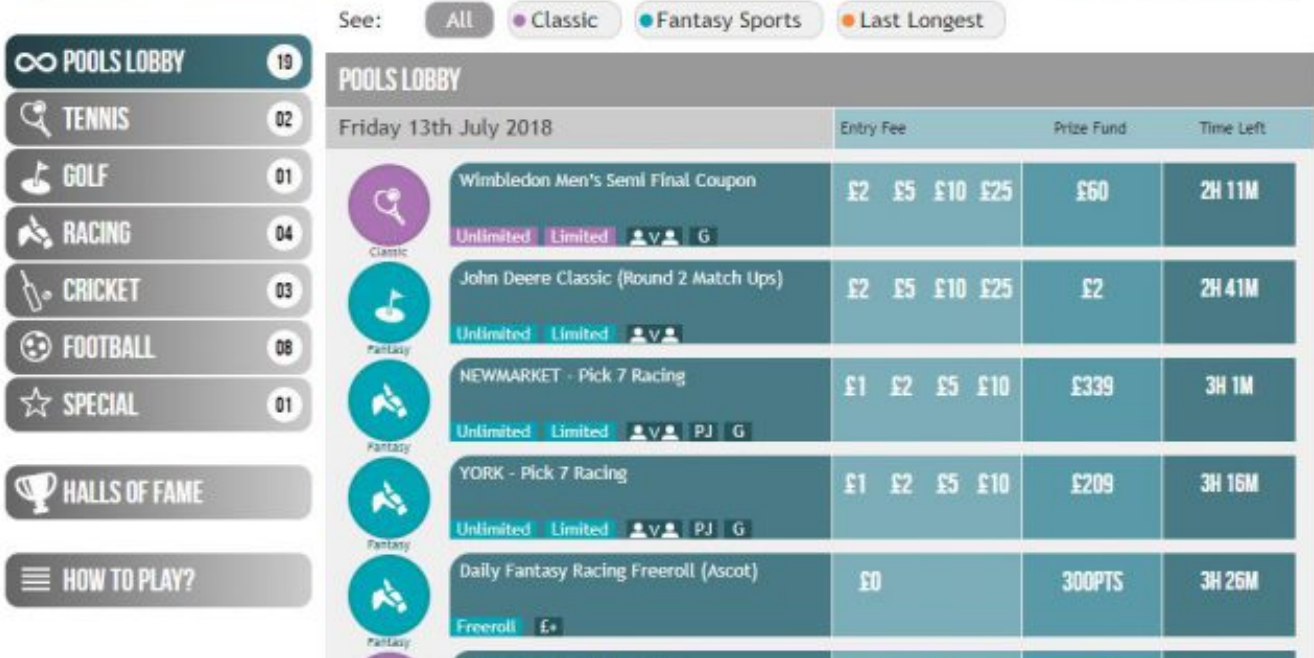 See: All Classic Fantasy Sports Last Longest
POOLS LOBBY 19
TENNIS 02
GOLF 01
RACING 04
CRICKET 03
FOOTBALL 08
SPECIAL 01
HALLS OF FAME
HOW TO PLAY?
POOLS LOBBY
Friday 13th July 2018 Entry Fee Prize Fund Time Left
Wimbledon Men's Semi Final Coupon
£2 £5 £10 £25 £60 2H 11M
Unlimited Limited V G
Classic
John Deere Classic (Round 2 Match Ups)
£2 £5 £10 £25 £2 2H 41M
Unlimited Limited V
Fantasy
NEWMARKET - Pick 7 Racing
£1 £2 £5 £10 £339 3H 1M
Unlimited Limited V PJ G
Fantasy
YORK - Pick 7 Racing
£1 £2 £5 £10 £209 3H 16M
Unlimited Limited V PJ G
Fantasy
Daily Fantasy Racing Freeroll (Ascot)
£0 300PTS 3H 26M
Freeroll £+
Fantasy